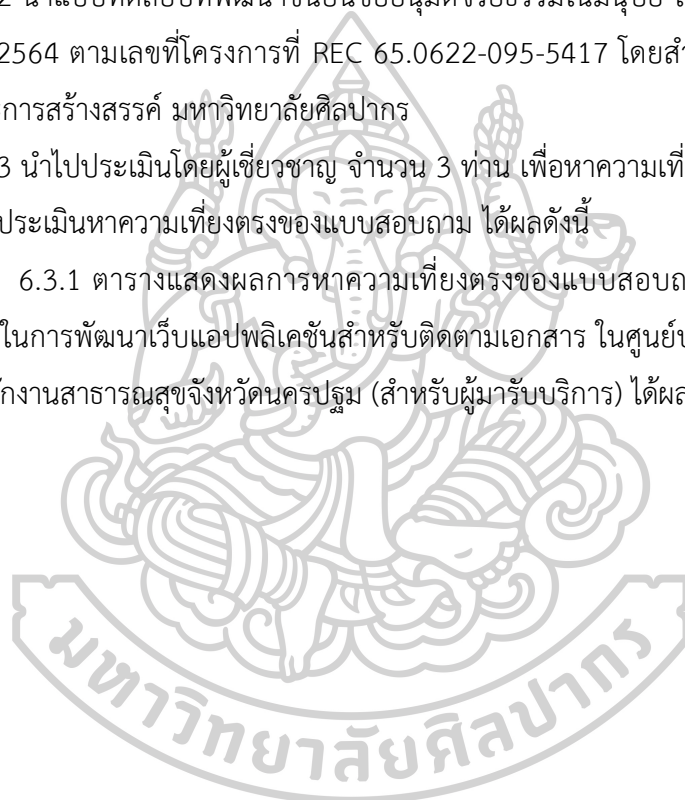 2564 ตามเลขที่โครงการที่ REC 65.0622-095-5417 โดยสำ
การสร้างสรรค์ มหาวิทยาลัยศิลปากร
3 นำไปประเมินโดยผู้เชี่ยวชาญ จำนวน 3 ท่าน เพื่อหาความเที่
ประเมินหาความเที่ยงตรงของแบบสอบถาม ได้ผลดังนี้
6.3.1 ตารางแสดงผลการหาความเที่ยงตรงของแบบสอบถ
ในการพัฒนาเว็บแอปพลิเคชันสำหรับติดตามเอกสาร ในศูนย์
กงานสาธารณสุขจังหวัดนครปฐม (สำหรับผู้มารับบริการ) ได้ผล
มหาวิทยาลัยศิลปากร